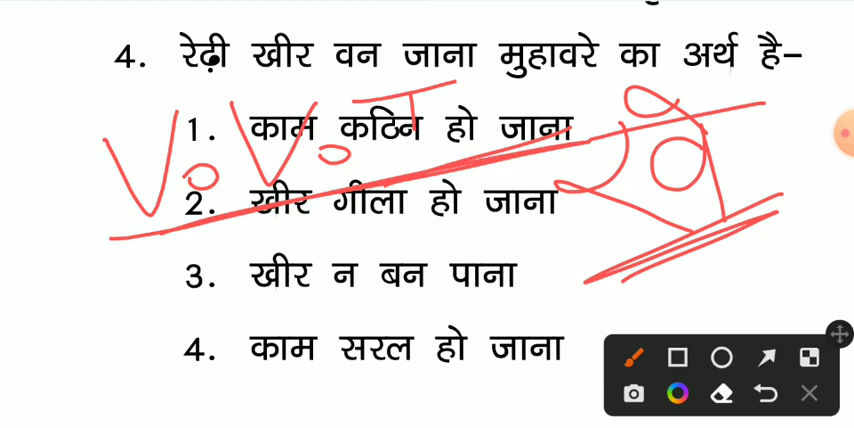 4. रेढ़ी खीर वन जाना मुहावरे का अर्थ है-
1. काम कठिन हो जाना
2. खीर गीला हो जाना
3. खीर न बन पाना
4. काम सरल हो जाना
V.V.I